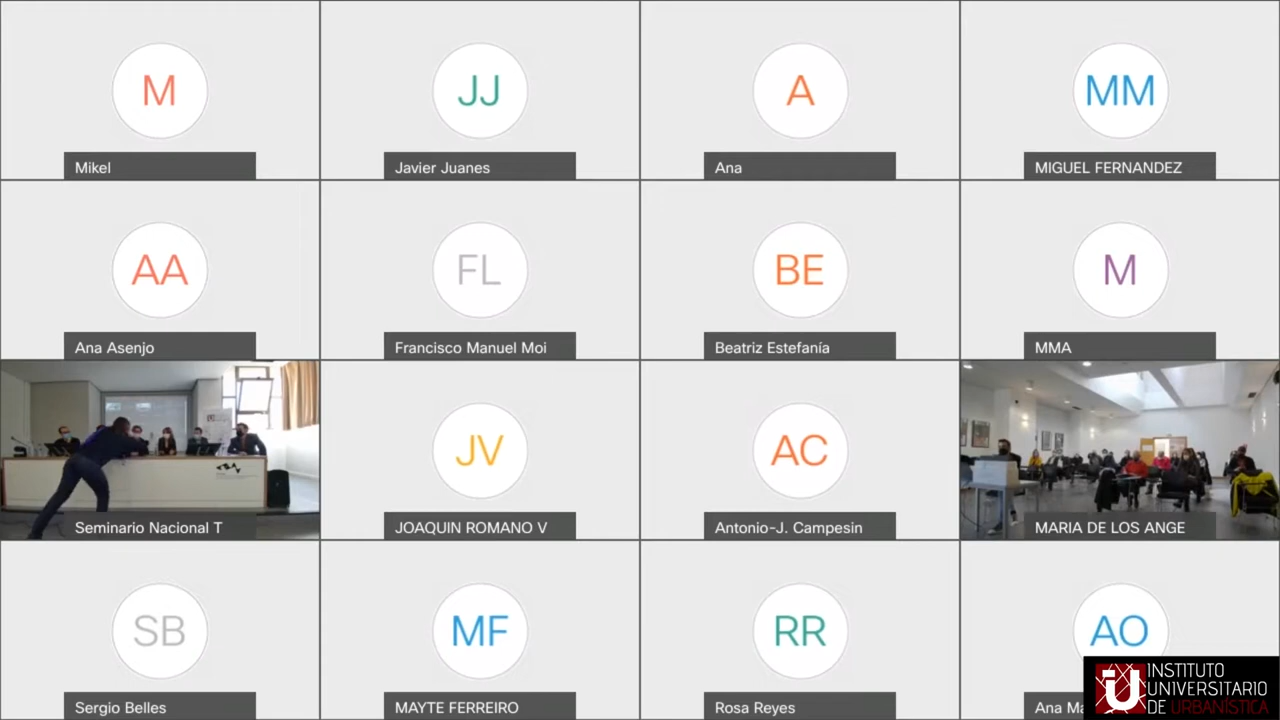 M
JJ
A
MM
Mikel
Javier Juanes
Ana
MIGUEL FERNANDEZ
AA
FL
BE
M
Ana Asenjo
Francisco Manuel Moi
Beatriz Estefanía
MMA
JV
AC
Seminario Nacional T
JOAQUIN ROMANO V
Antonio-J. Campesin
MARIA DE LOS ANGE
SB
MF
RR
AO
Sergio Belles
MAYTE FERREIRO
Rosa Reyes
Ana Ma
iU
INSTITUTO
UNIVERSITARIO
DE URBANÍSTICA